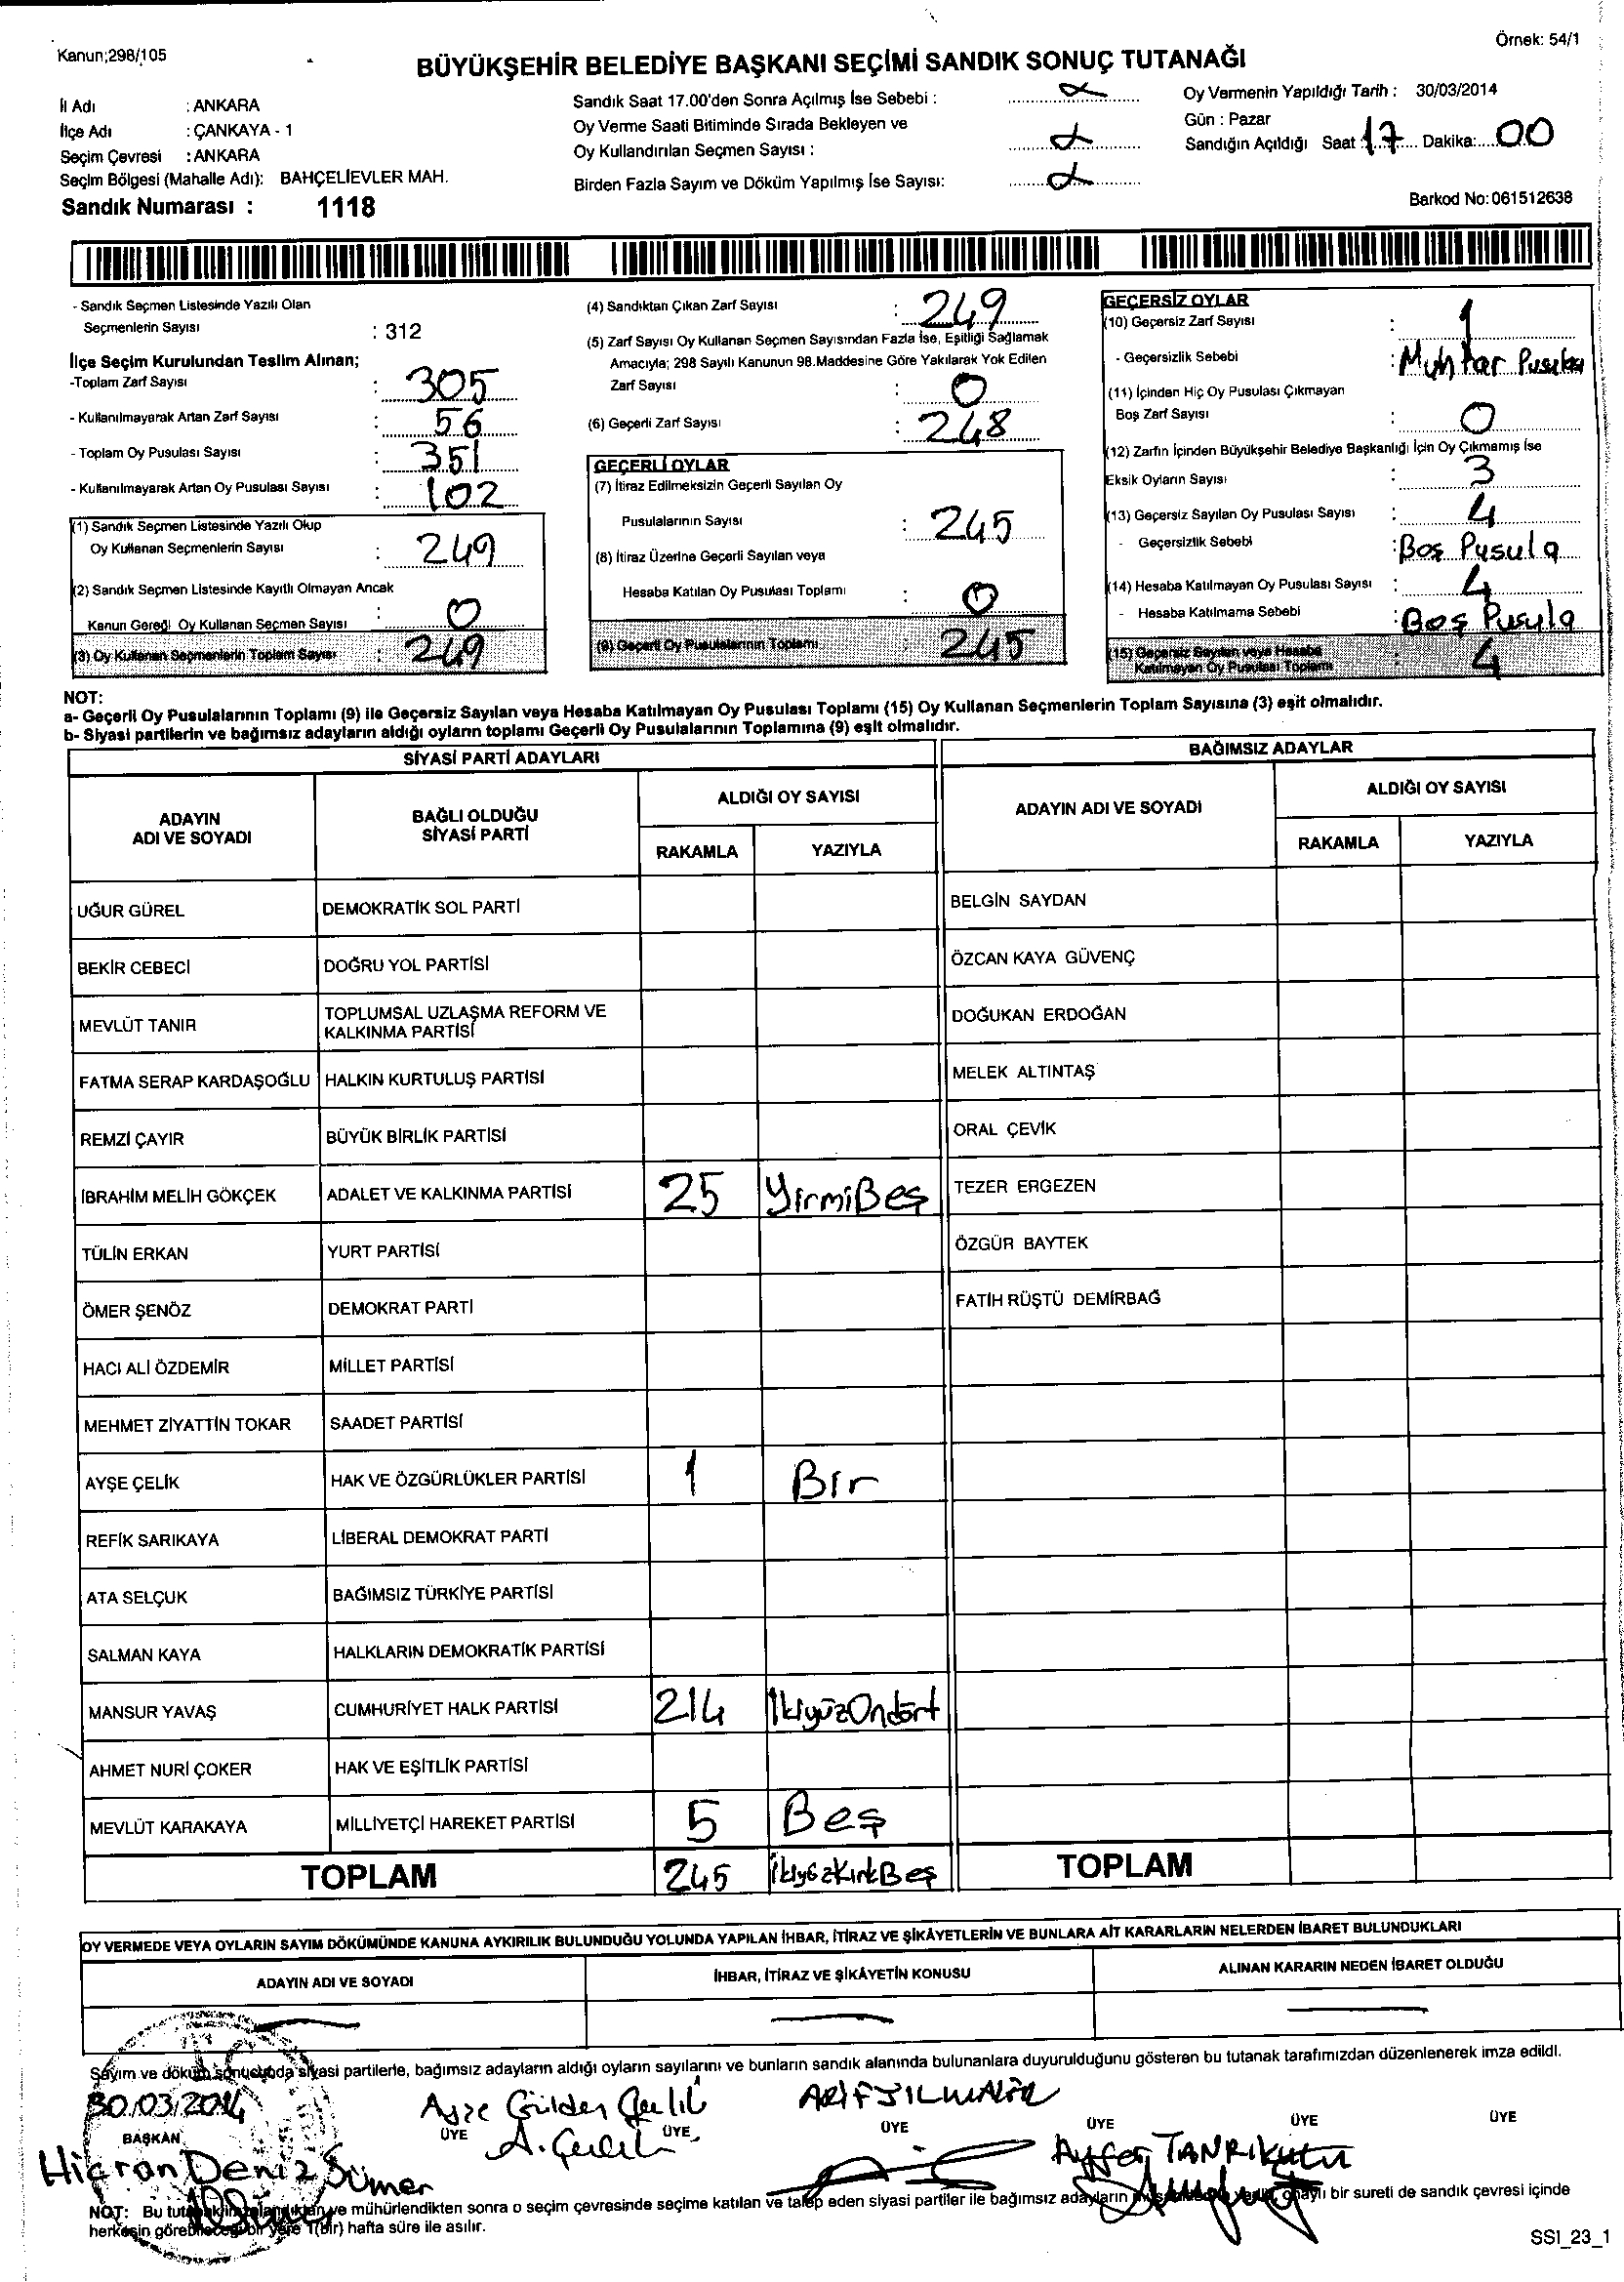 Kanun;298/105
Örnek: 54/1
BÜYÜKŞEHİR BELEDİYE BAŞKANI SEÇİMİ SANDIK SONUÇ TUTANAĞI
İl Adı : ANKARA
İlçe Adı : ÇANKAYA - 1
Seçim Çevresi : ANKARA
Seçim Bölgesi (Mahalle Adı): BAHÇELİEVLER MAH.
Sandık Numarası : 1118
Sandık Saat 17.00'den Sonra Açılmış İse Sebebi :
Oy Verme Saati Bitiminde Sırada Bekleyen ve
Oy Kullandırılan Seçmen Sayısı :
Birden Fazla Sayım ve Döküm Yapılmış İse Sayısı:
Oy Vermenin Yapıldığı Tarih : 30/03/2014
Gün : Pazar
Sandığın Açıldığı Saat : 17 Dakika: 00
Barkod No: 061512638
- Sandık Seçmen Listesinde Yazılı Olan
Seçmenlerin Sayısı : 312
İlçe Seçim Kurulundan Teslim Alınan;
-Toplam Zarf Sayısı : 305
- Kullanılmayarak Artan Zarf Sayısı : 56
- Toplam Oy Pusulası Sayısı : 351
- Kullanılmayarak Artan Oy Pusulası Sayısı : 102
(1) Sandık Seçmen Listesinde Yazılı Olup
Oy Kullanan Seçmenlerin Sayısı : 249
(2) Sandık Seçmen Listesinde Kayıtlı Olmayan Ancak
Kanun Gereği Oy Kullanan Seçmen Sayısı : 0
(3) Oy Kullanan Seçmenlerin Toplam Sayısı : 249
(4) Sandıktan Çıkan Zarf Sayısı : 249
(5) Zarf Sayısı Oy Kullanan Seçmen Sayısından Fazla İse, Eşitliği Sağlamak
Amacıyla; 298 Sayılı Kanunun 98.Maddesine Göre Yakılarak Yok Edilen
Zarf Sayısı : 0
(6) Geçerli Zarf Sayısı : 248
GEÇERLİ OYLAR
(7) İtiraz Edilmeksizin Geçerli Sayılan Oy
Pusulalarının Sayısı : 245
(8) İtiraz Üzerine Geçerli Sayılan veya
Hesaba Katılan Oy Pusulası Toplamı : 0
(9) Geçerli Oy Pusulalarının Toplamı : 245
GEÇERSİZ OYLAR
(10) Geçersiz Zarf Sayısı : 1
- Geçersizlik Sebebi : Muhtar Pusulası
(11) İçinden Hiç Oy Pusulası Çıkmayan
Boş Zarf Sayısı : 0
(12) Zarfın İçinden Büyükşehir Belediye Başkanlığı İçin Oy Çıkmamış İse
Eksik Oyların Sayısı : 3
(13) Geçersiz Sayılan Oy Pusulası Sayısı : 4
- Geçersizlik Sebebi : Boş Pusula
(14) Hesaba Katılmayan Oy Pusulası Sayısı : 4
- Hesaba Katılmama Sebebi : Boş Pusula
(15) Geçersiz Sayılan veya Hesaba
Katılmayan Oy Pusulası Toplamı : 4
NOT:
a- Geçerli Oy Pusulalarının Toplamı (9) ile Geçersiz Sayılan veya Hesaba Katılmayan Oy Pusulası Toplamı (15) Oy Kullanan Seçmenlerin Toplam Sayısına (3) eşit olmalıdır.
b- Siyasi partilerin ve bağımsız adayların aldığı oyların toplamı Geçerli Oy Pusulalarının Toplamına (9) eşit olmalıdır.
SİYASİ PARTİ ADAYLARI
ADAYIN
ADI VE SOYADI
BAĞLI OLDUĞU
SİYASİ PARTİ
ALDIĞI OY SAYISI
RAKAMLA YAZIYLA
UĞUR GÜREL DEMOKRATİK SOL PARTİ
BEKİR CEBECİ DOĞRU YOL PARTİSİ
MEVLÜT TANIR TOPLUMSAL UZLAŞMA REFORM VE
KALKINMA PARTİSİ
FATMA SERAP KARDAŞOĞLU HALKIN KURTULUŞ PARTİSİ
REMZİ ÇAYIR BÜYÜK BİRLİK PARTİSİ
İBRAHİM MELİH GÖKÇEK ADALET VE KALKINMA PARTİSİ 25 YirmiBeş
TÜLİN ERKAN YURT PARTİSİ
ÖMER ŞENÖZ DEMOKRAT PARTİ
HACI ALİ ÖZDEMİR MİLLET PARTİSİ
MEHMET ZİYATTİN TOKAR SAADET PARTİSİ
AYŞE ÇELİK HAK VE ÖZGÜRLÜKLER PARTİSİ 1 Bir
REFİK SARIKAYA LİBERAL DEMOKRAT PARTİ
ATA SELÇUK BAĞIMSIZ TÜRKİYE PARTİSİ
SALMAN KAYA HALKLARIN DEMOKRATİK PARTİSİ
MANSUR YAVAŞ CUMHURİYET HALK PARTİSİ 214 İkiyüzOndört
AHMET NURİ ÇOKER HAK VE EŞİTLİK PARTİSİ
MEVLÜT KARAKAYA MİLLİYETÇİ HAREKET PARTİSİ 5 Beş
TOPLAM 245 İkiyüzKırkBeş
BAĞIMSIZ ADAYLAR
ADAYIN ADI VE SOYADI
ALDIĞI OY SAYISI
RAKAMLA YAZIYLA
BELGİN SAYDAN
ÖZCAN KAYA GÜVENÇ
DOĞUKAN ERDOĞAN
MELEK ALTINTAŞ
ORAL ÇEVİK
TEZER ERGEZEN
ÖZGÜR BAYTEK
FATİH RÜŞTÜ DEMİRBAĞ
TOPLAM
OY VERMEDE VEYA OYLARIN SAYIM DÖKÜMÜNDE KANUNA AYKIRILIK BULUNDUĞU YOLUNDA YAPILAN İHBAR, İTİRAZ VE ŞİKÂYETLERİN VE BUNLARA AİT KARARLARIN NELERDEN İBARET BULUNDUKLARI
ADAYIN ADI VE SOYADI İHBAR, İTİRAZ VE ŞİKÂYETİN KONUSU ALINAN KARARIN NEDEN İBARET OLDUĞU
Sayım ve döküm sonucunda siyasi partilerle, bağımsız adayların aldığı oyların sayılarını ve bunların sandık alanında bulunanlara duyurulduğunu gösteren bu tutanak tarafımızdan düzenlenerek imza edildi.
30.03.2014 Ayşe Gülden
BAŞKAN ÜYE ÜYE ÜYE ÜYE ÜYE ÜYE
Hicran Deniz Sümer Ayfer TANRIKULU
NOT: Bu ve mühürlendikten sonra o seçim çevresinde seçime katılan ve talep eden siyasi partiler ile bağımsız adayların onaylı bir sureti de sandık çevresi içinde
herkesin görebileceği bir yere 1(Bir) hafta süre ile asılır.
SSI_23_1